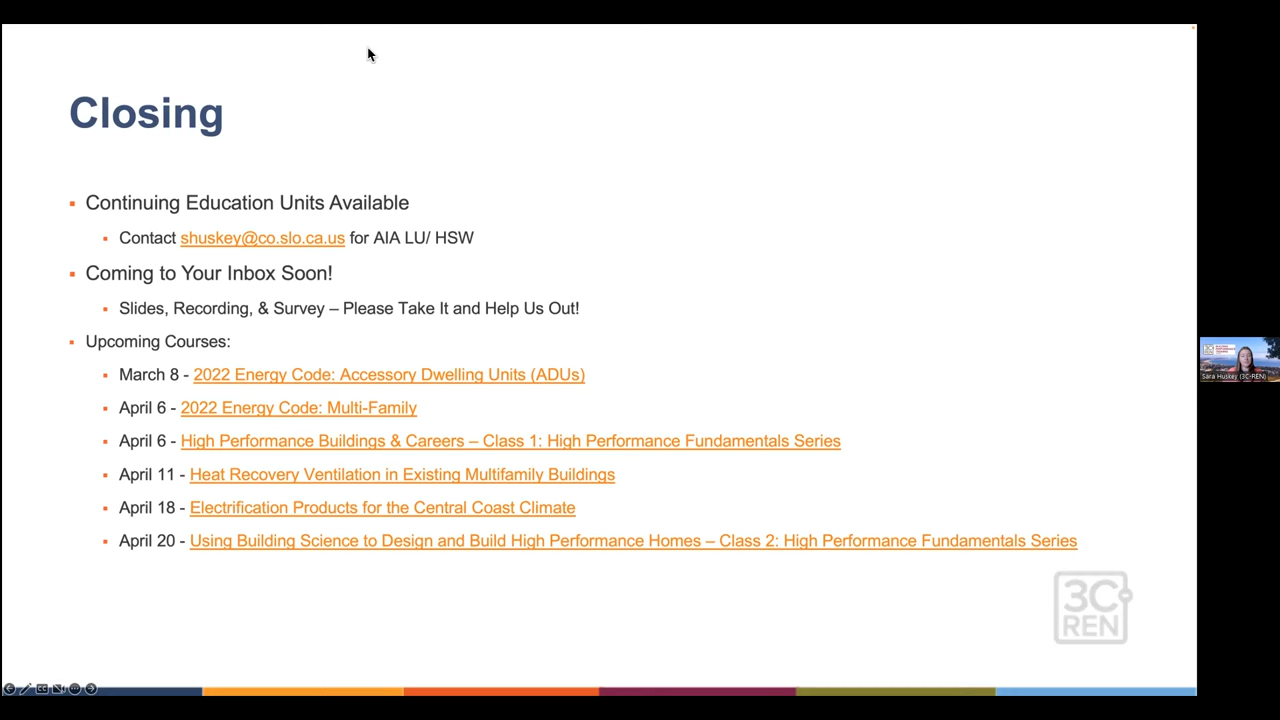 Closing
Continuing Education Units Available
Contact shuskey@co.slo.ca.us for AIA LU/ HSW
Coming to Your Inbox Soon!
Slides, Recording, & Survey – Please Take It and Help Us Out!
Upcoming Courses:
March 8 - 2022 Energy Code: Accessory Dwelling Units (ADUs)
April 6 - 2022 Energy Code: Multi-Family
April 6 - High Performance Buildings & Careers – Class 1: High Performance Fundamentals Series
April 11 - Heat Recovery Ventilation in Existing Multifamily Buildings
April 18 - Electrification Products for the Central Coast Climate
April 20 - Using Building Science to Design and Build High Performance Homes – Class 2: High Performance Fundamentals Series
3C-
REN
Sara Huskey (3C-REN)